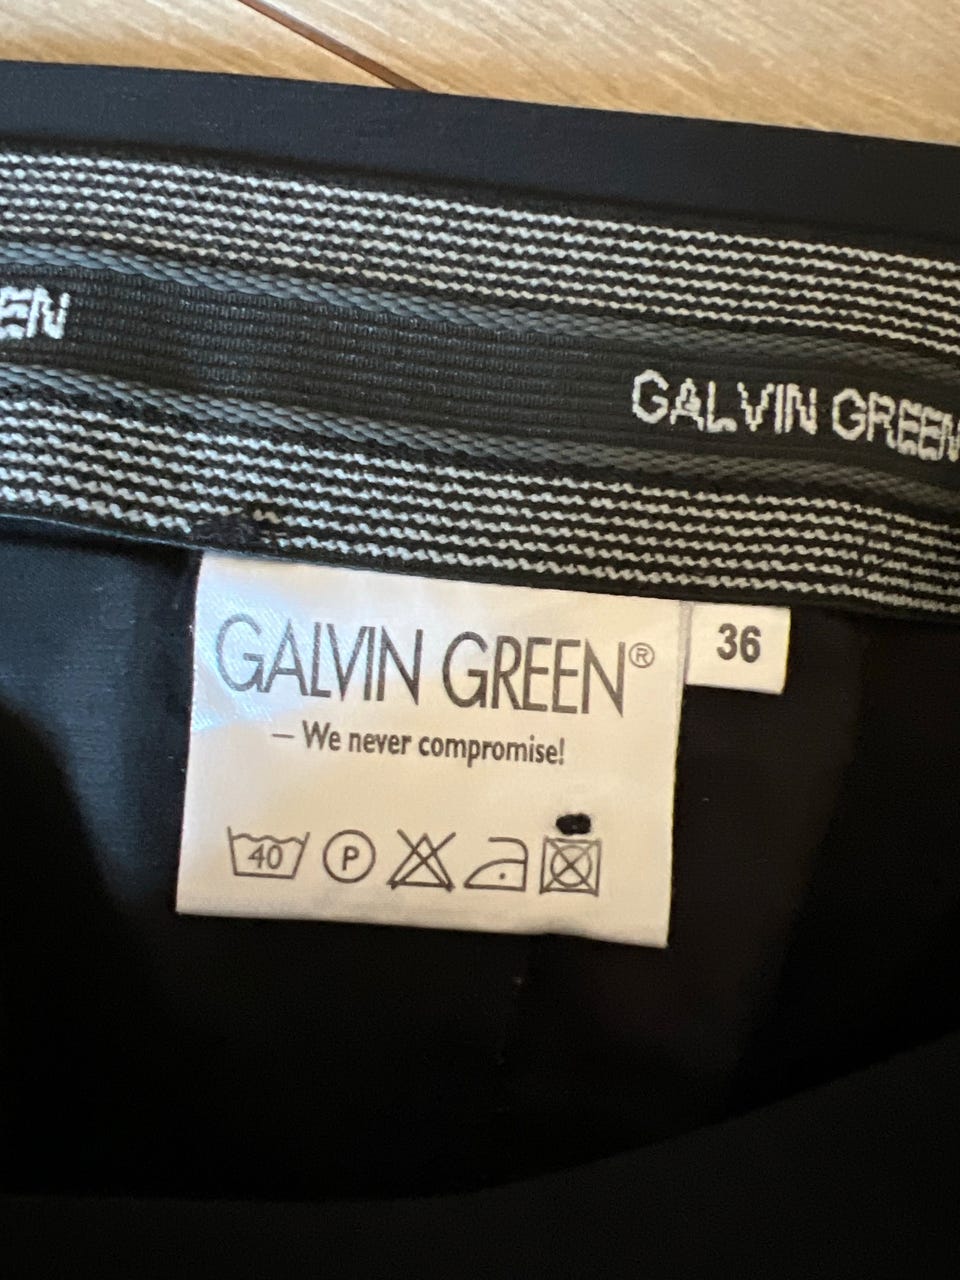 EN
GALVIN GREEN
GALVIN GREEN®
36
– We never compromise!
40
P